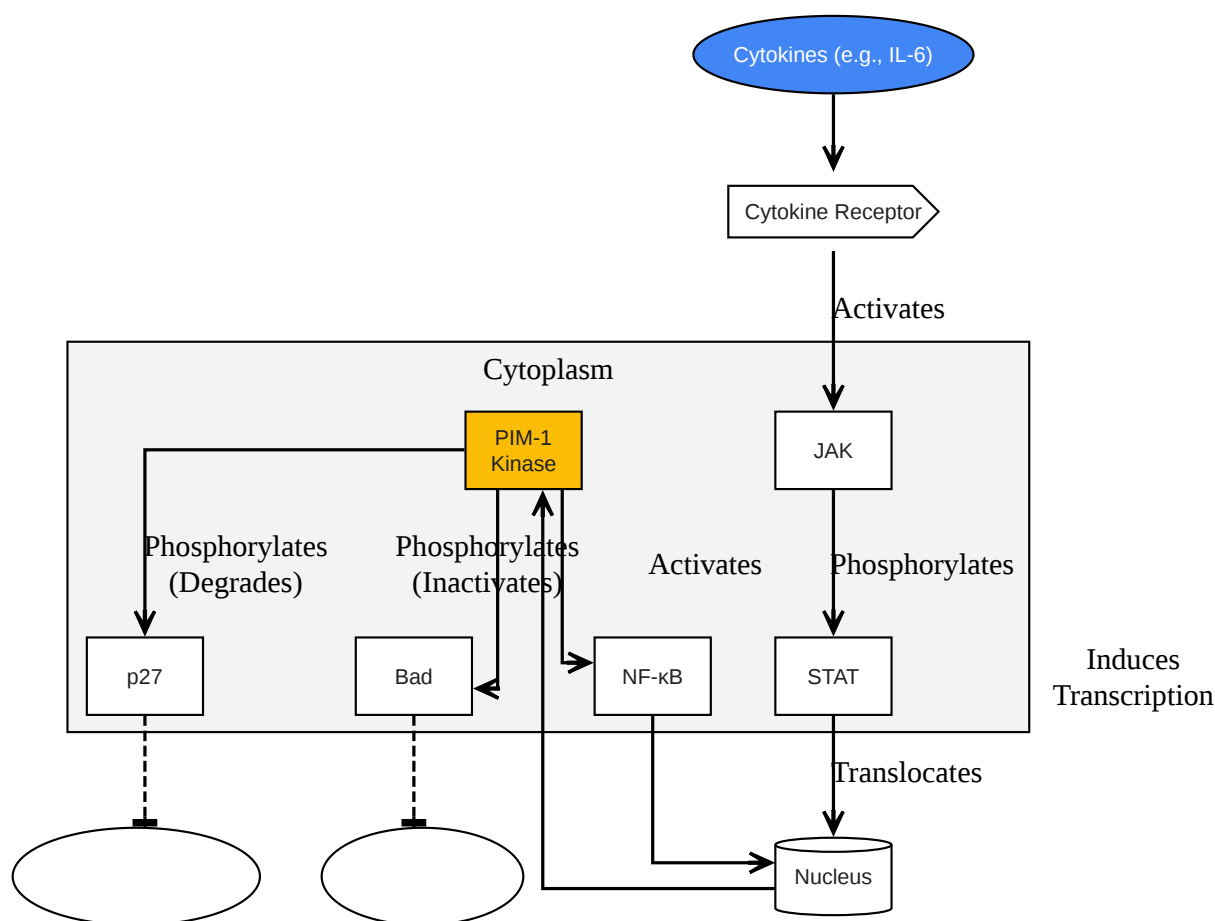 Cytokines (e.g., IL-6)
Cytokine Receptor
Activates
Cytoplasm
PIM-1
Kinase
JAK
Phosphorylates
(Degrades)
Phosphorylates
(Inactivates)
Activates
Phosphorylates
p27
Bad
NF-κB
STAT
Induces
Transcription
Translocates
Nucleus